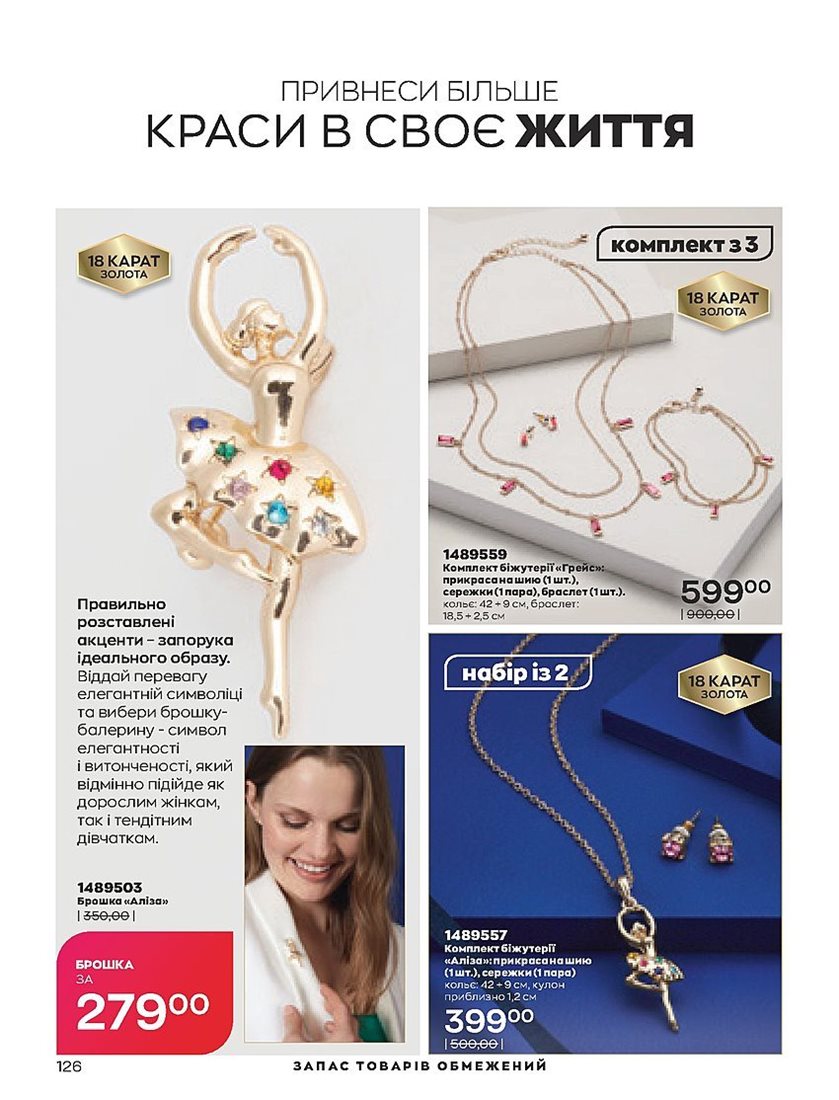 ПРИВНЕСИ БІЛЬШЕ
КРАСИ В СВОЄ ЖИТТЯ
18 КАРАТ
ЗОЛОТА
Правильно
розставлені
акценти – запорука
ідеального образу.
Віддай перевагу
елегантній символіці
та вибери брошку-
балерину - символ
елегантності
і витонченості, який
відмінно підійде як
дорослим жінкам,
так і тендітним
дівчаткам.
1489503
Брошка «Аліза»
| 350,00 |
БРОШКА
ЗА
279⁰⁰
комплект з 3
18 КАРАТ
ЗОЛОТА
1489559
Комплект біжутерії «Грейс»:
прикраса на шию (1 шт.),
сережки (1 пара), браслет (1 шт.).
кольє: 42 + 9 см, браслет:
18,5 + 2,5 см
599⁰⁰
| 900,00 |
набір із 2
18 КАРАТ
ЗОЛОТА
1489557
Комплект біжутерії
«Аліза»: прикраса на шию
(1 шт.), сережки (1 пара)
кольє: 42 + 9 см, кулон
приблизно 1,2 см
399⁰⁰
| 500,00 |
126
ЗАПАС ТОВАРІВ ОБМЕЖЕНИЙ